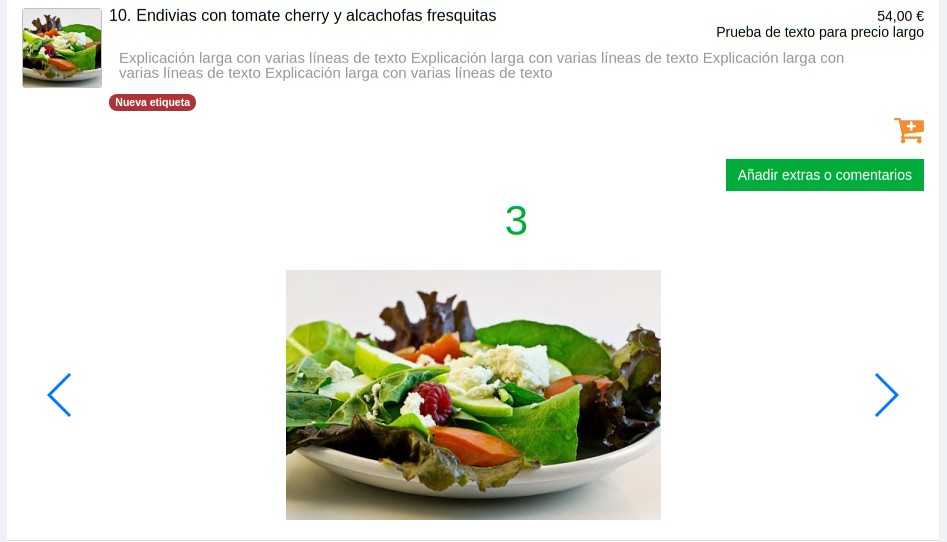 10. Endivias con tomate cherry y alcachofas fresquitas
54,00 €
Prueba de texto para precio largo
Explicación larga con varias líneas de texto Explicación larga con varias líneas de texto Explicación larga con
varias líneas de texto Explicación larga con varias líneas de texto
Nueva etiqueta
Añadir extras o comentarios
3